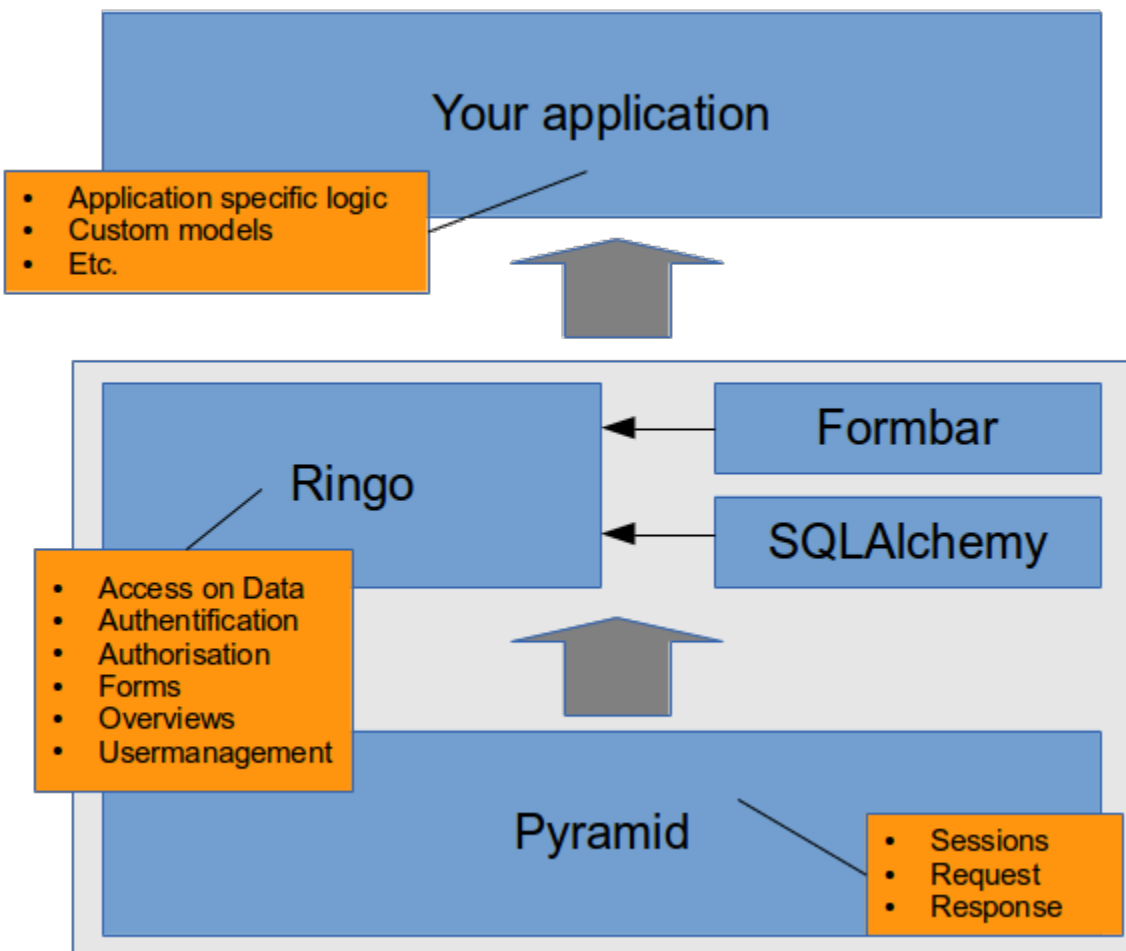 Your application
• Application specific logic
• Custom models
• Etc.
Ringo
Formbar
SQLAlchemy
• Access on Data
• Authentification
• Authorisation
• Forms
• Overviews
• Usermanagement
Pyramid
• Sessions
• Request
• Response